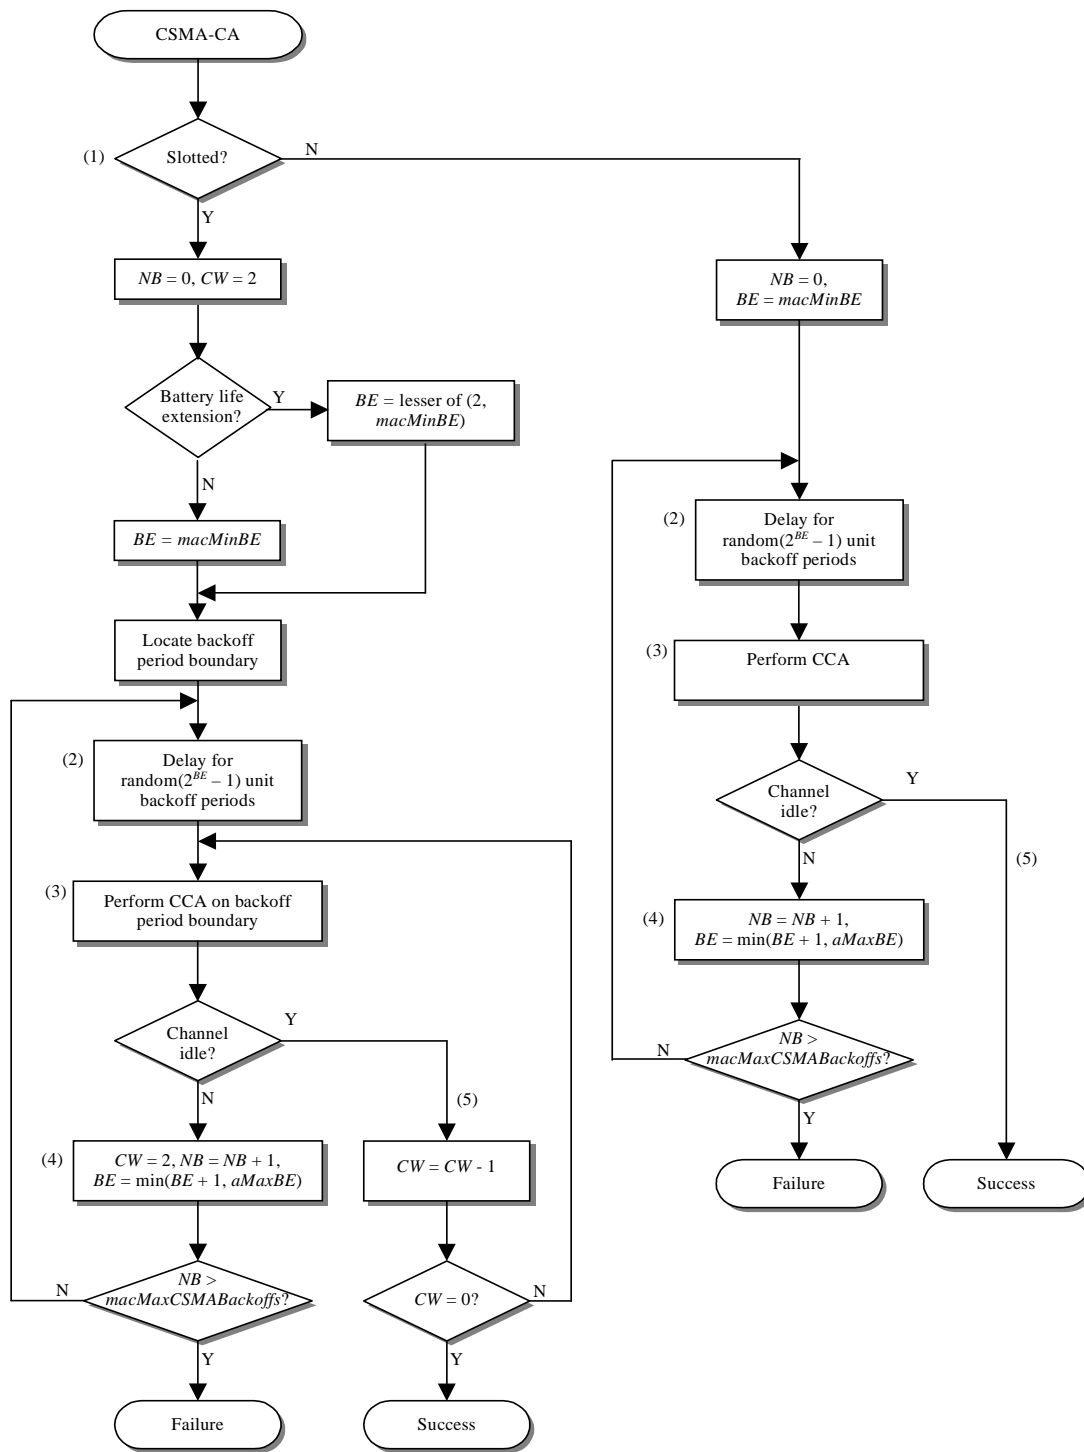 CSMA-CA
(1)
Slotted?
N
Y
NB = 0, CW = 2
NB = 0,
BE = macMinBE
Battery life
extension?
Y
BE = lesser of (2,
macMinBE)
N
BE = macMinBE
Locate backoff
period boundary
(2)
Delay for
random(2^BE – 1) unit
backoff periods
(3)
Perform CCA on backoff
period boundary
Channel
idle?
Y
N
(5)
(4)
CW = 2, NB = NB + 1,
BE = min(BE + 1, aMaxBE)
CW = CW - 1
NB >
macMaxCSMABackoffs?
N
Y
CW = 0?
N
Y
Failure
Success
(2)
Delay for
random(2^BE – 1) unit
backoff periods
(3)
Perform CCA
Channel
idle?
Y
N
(5)
(4)
NB = NB + 1,
BE = min(BE + 1, aMaxBE)
NB >
macMaxCSMABackoffs?
N
Y
Failure
Success